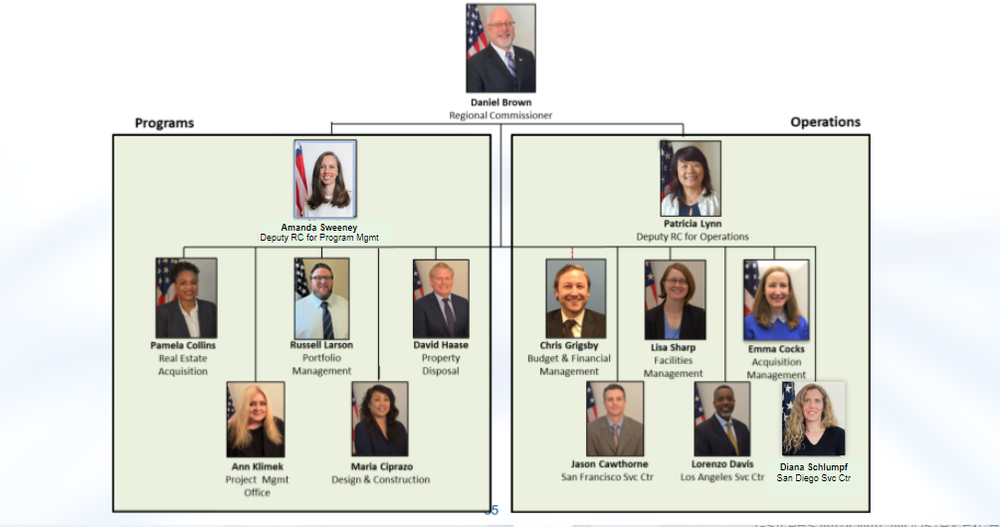 Daniel Brown
Regional Commissioner
Programs
Operations
Amanda Sweeney
Deputy RC for Program Mgmt
Patricia Lynn
Deputy RC for Operations
Pamela Collins
Real Estate
Acquisition
Russell Larson
Portfolio
Management
David Haase
Property
Disposal
Chris Grigsby
Budget & Financial
Management
Lisa Sharp
Facilities
Management
Emma Cocks
Acquisition
Management
Ann Klimek
Project Mgmt
Office
Maria Ciprazo
Design & Construction
Jason Cawthorne
San Francisco Svc Ctr
Lorenzo Davis
Los Angeles Svc Ctr
Diana Schlumpf
San Diego Svc Ctr